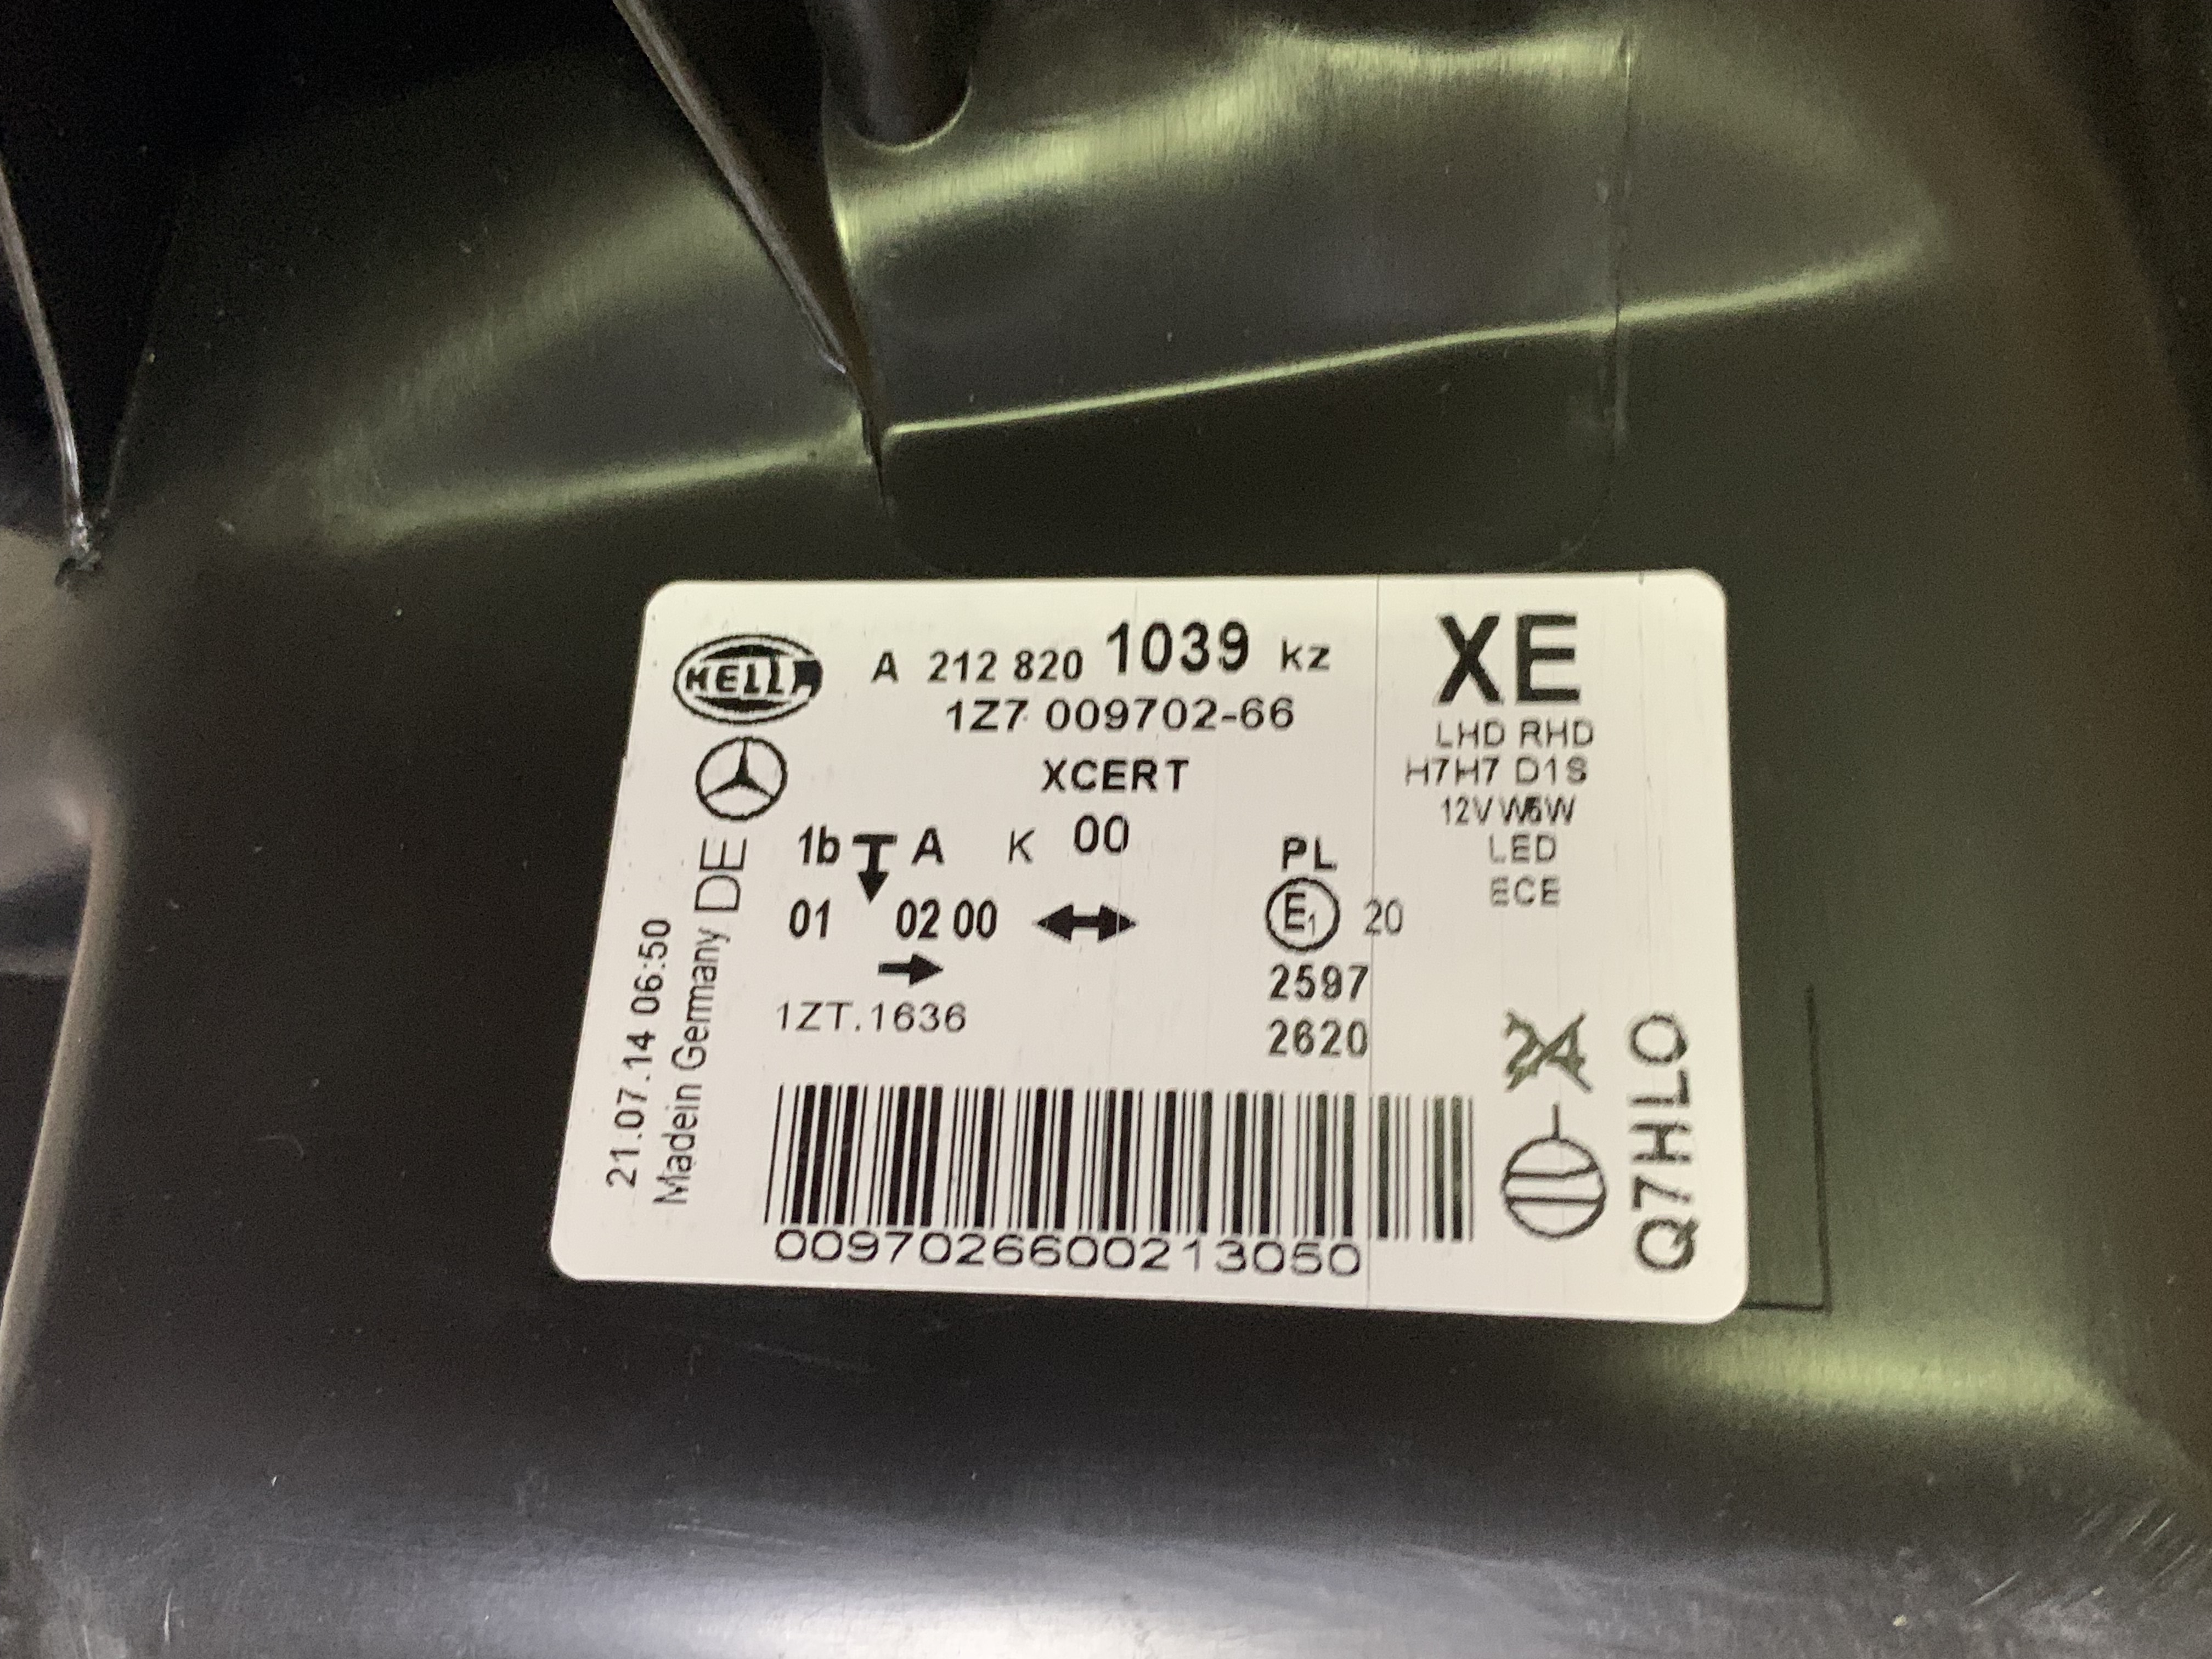 HELLA
A 212 820 1039 kz
1Z7 009702-66
XCERT
1b A K 00
01 02 00
1ZT.1636
PL
E1 20
2597
2620
XE
LHD RHD
H7H7 D1S
12V W5W
LED
ECE
21.07.14 06:50
Madein Germany DE
24
Q7HLO
0097026600213050